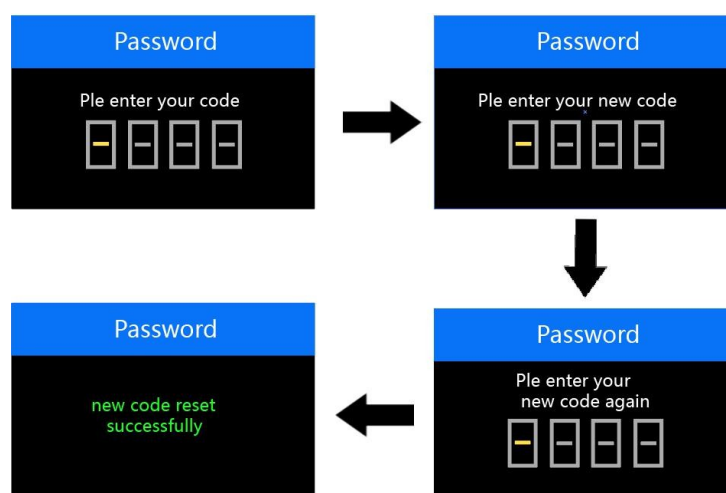 Password
Ple enter your code
Password
Ple enter your new code
Password
Ple enter your
new code again
Password
new code reset
successfully